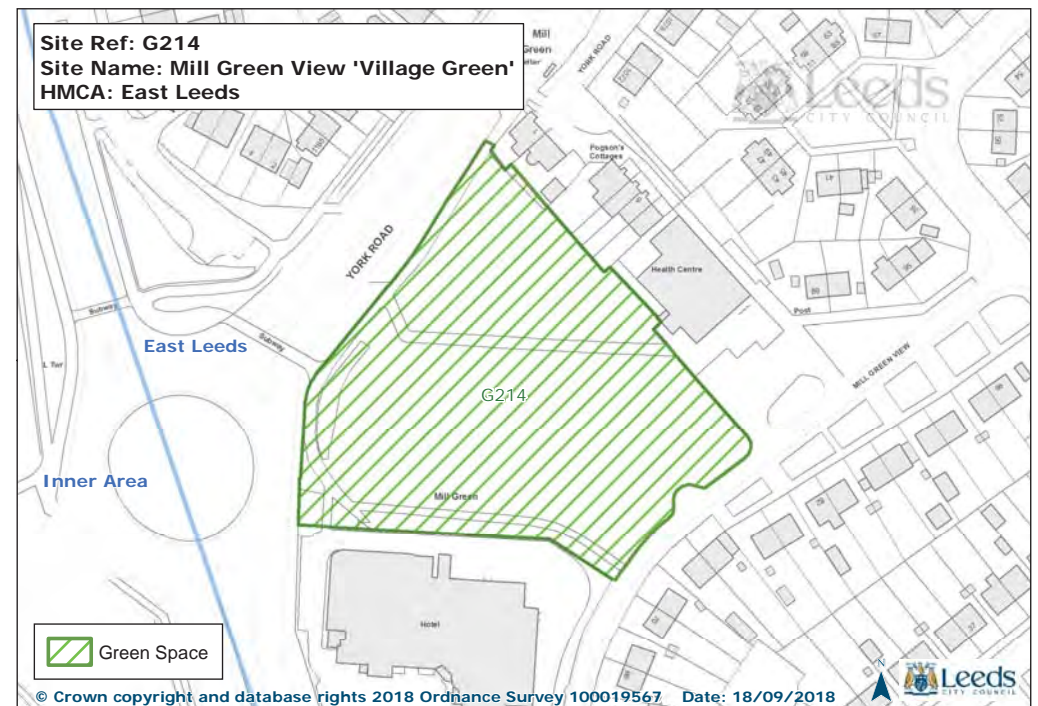 Site Ref: G214
Site Name: Mill Green View 'Village Green'
HMCA: East Leeds
Mill
Green
YORK ROAD
Leeds
CITY COUNCIL
Pogson's
Cottages
YORK ROAD
Health Centre
Subway
Subway
East Leeds
Post
L Twr
MILL GREEN VIEW
G214
Inner Area
Mill Green
Hotel
Green Space
N
Leeds
CITY COUNCIL
© Crown copyright and database rights 2018 Ordnance Survey 100019567 Date: 18/09/2018